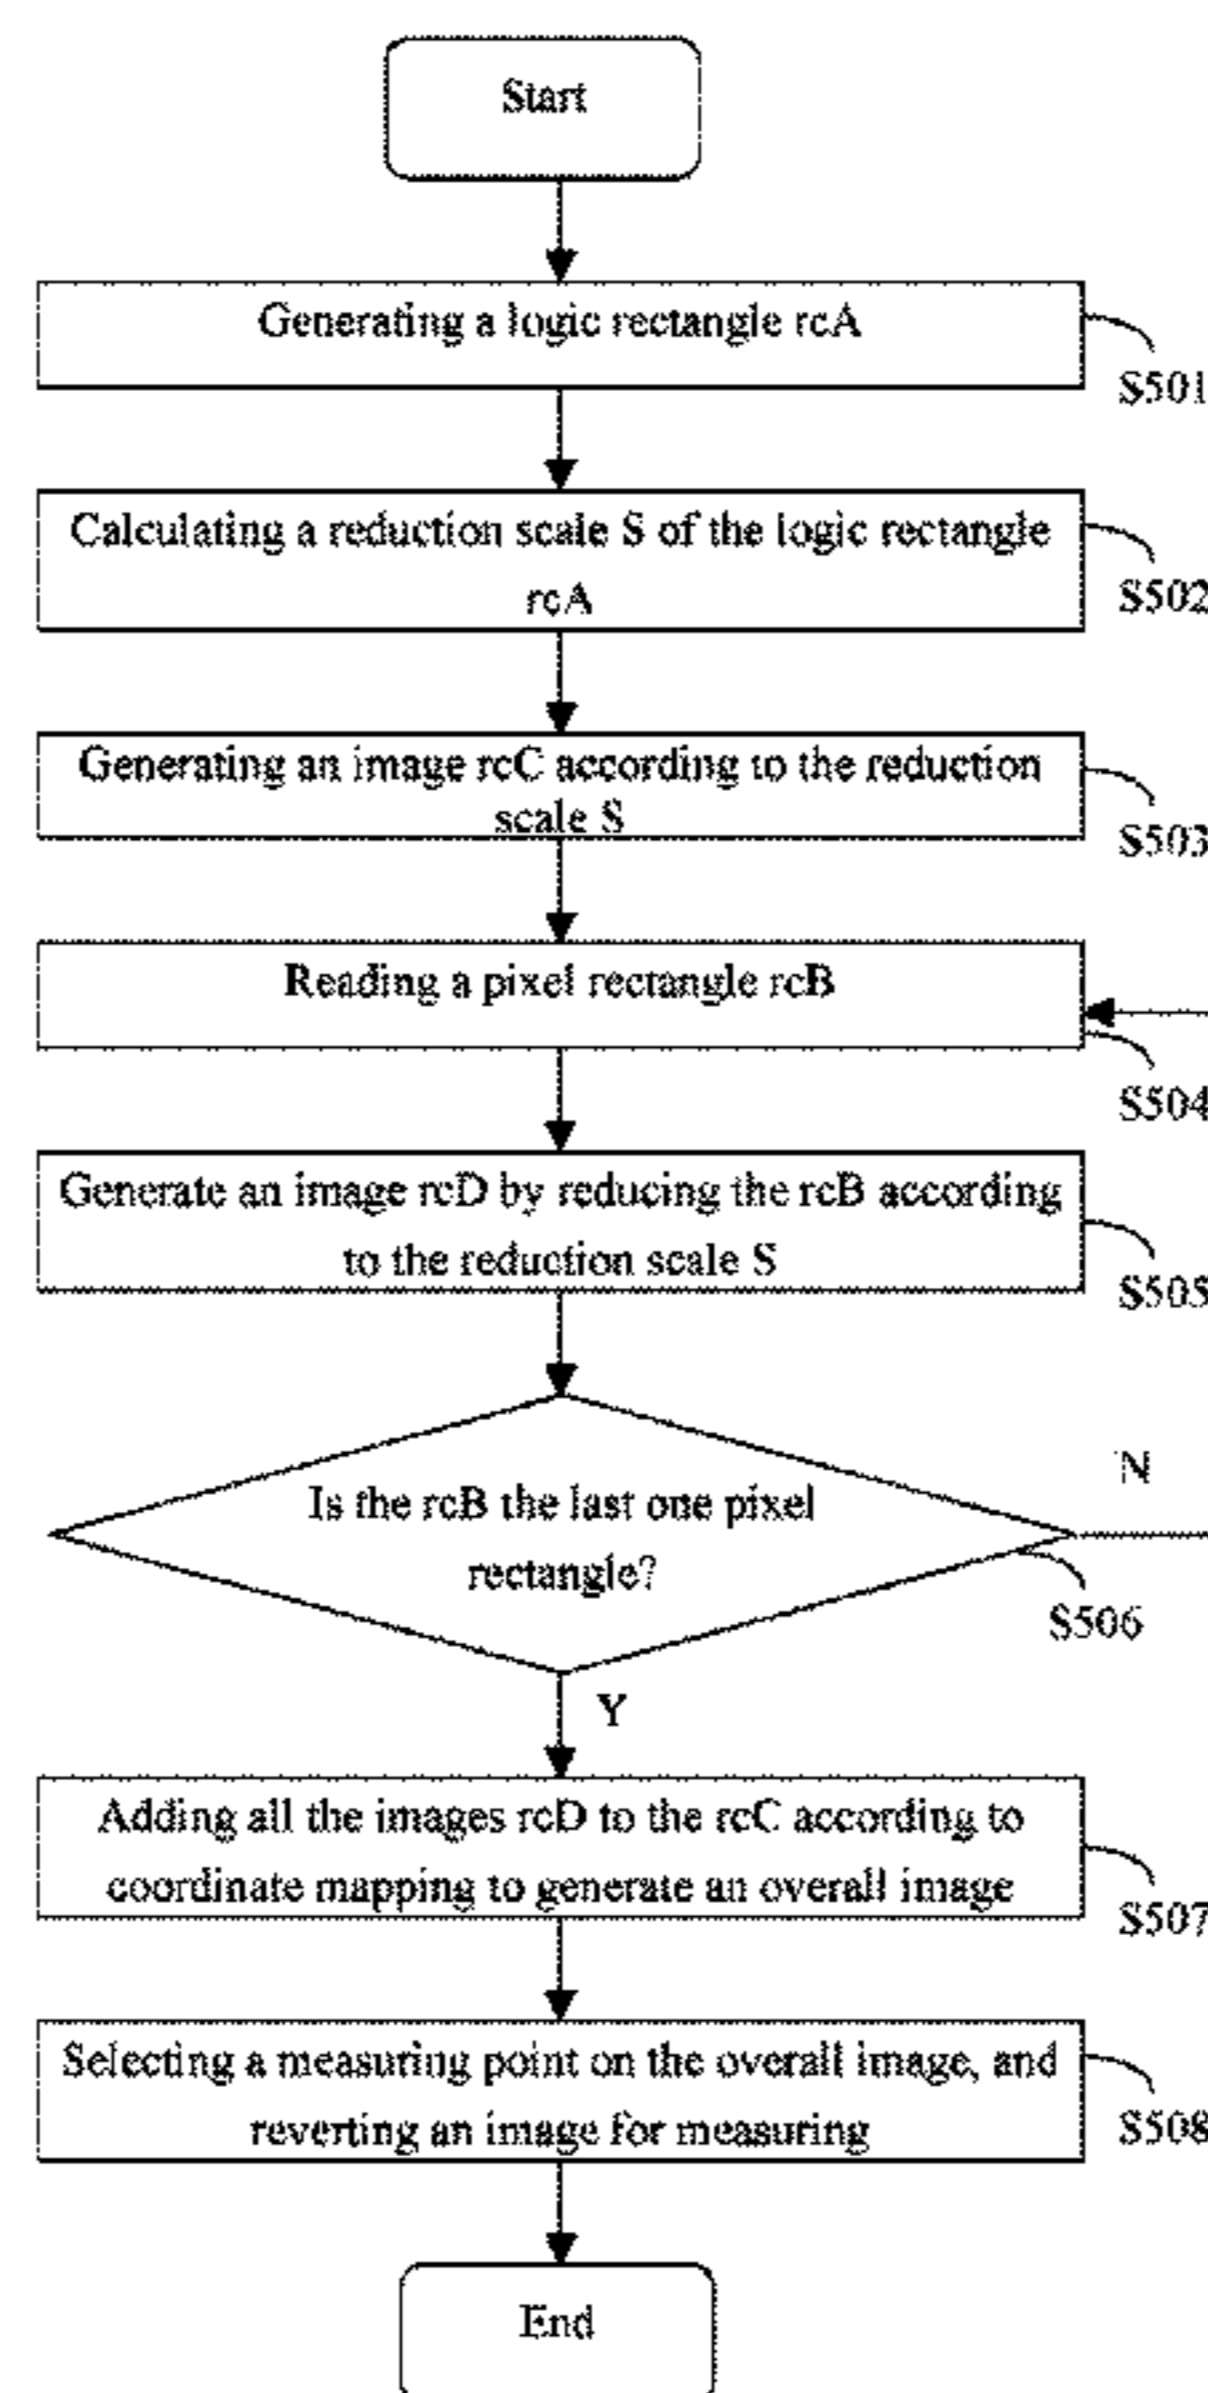 Start
Generating a logic rectangle rcA
S501
Calculating a reduction scale S of the logic rectangle
rcA
S502
Generating an image rcC according to the reduction
scale S
S503
Reading a pixel rectangle rcB
S504
Generate an image rcD by reducing the rcB according
to the reduction scale S
S505
Is the rcB the last one pixel
rectangle?
N
S506
Y
Adding all the images rcD to the rcC according to
coordinate mapping to generate an overall image
S507
Selecting a measuring point on the overall image, and
reverting an image for measuring
S508
End